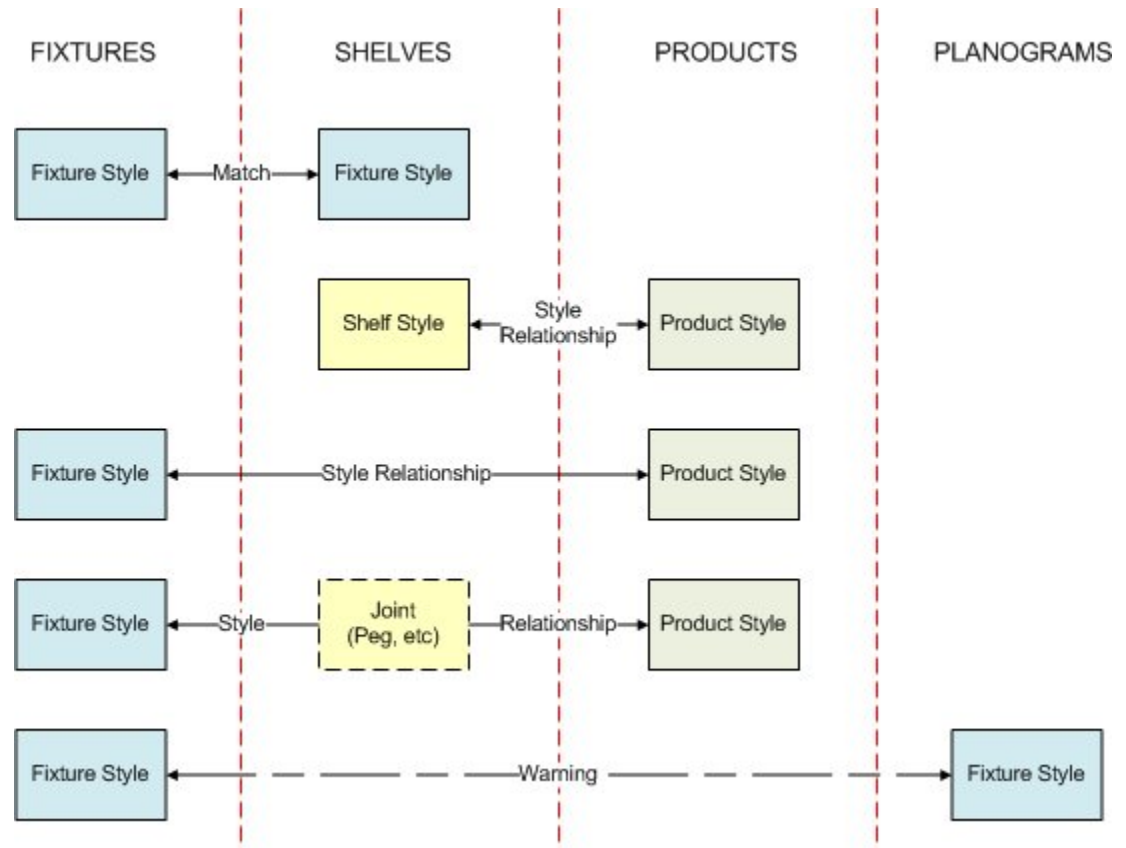 FIXTURES
SHELVES
PRODUCTS
PLANOGRAMS
Fixture Style
Match
Fixture Style
Shelf Style
Style
Relationship
Product Style
Fixture Style
Style Relationship
Product Style
Fixture Style
Style
Joint
(Peg, etc)
Relationship
Product Style
Fixture Style
Warning
Fixture Style